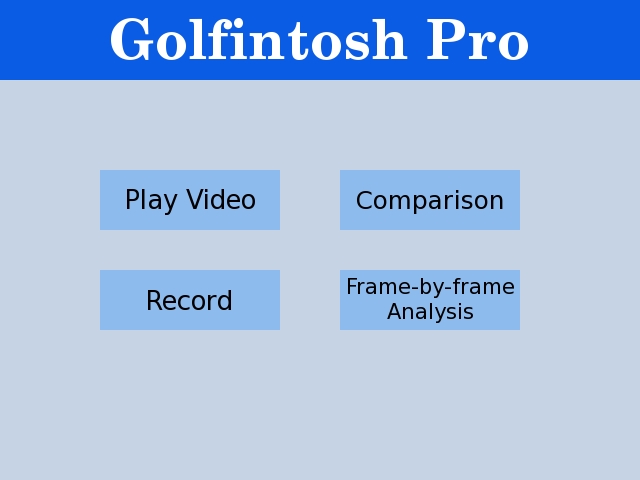 Golfintosh Pro
Play Video
Comparison
Record
Frame-by-frame
Analysis